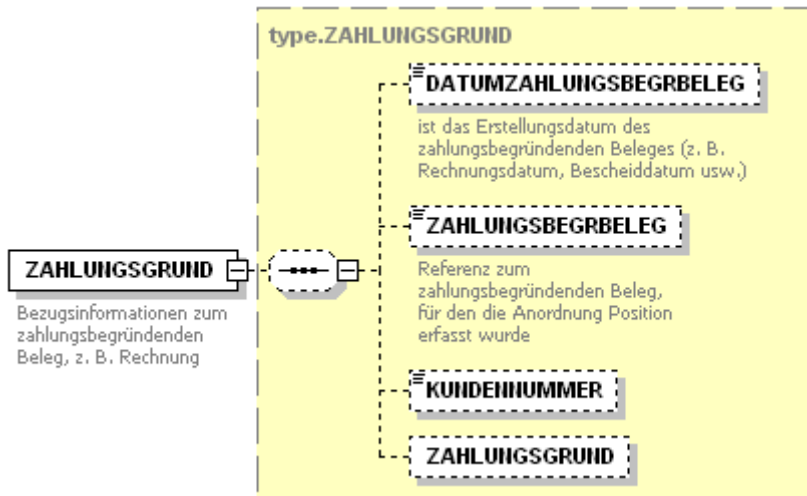 type.ZAHLUNGSGRUND
DATUMZAHLUNGSBEGRBELEG
ist das Erstellungsdatum des
zahlungsbegründenden Beleges (z. B.
Rechnungsdatum, Bescheiddatum usw.)
ZAHLUNGSBEGRBELEG
Referenz zum
zahlungsbegründenden Beleg,
für den die Anordnung Position
erfasst wurde
ZAHLUNGSGRUND
Bezugsinformationen zum
zahlungsbegründenden
Beleg, z. B. Rechnung
KUNDENNUMMER
ZAHLUNGSGRUND